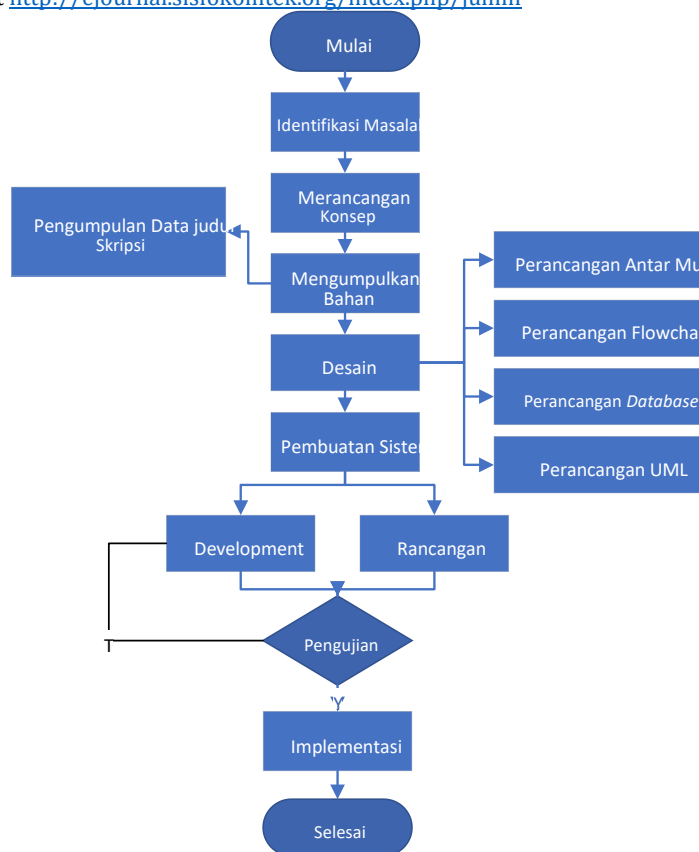 http://ejournal.sisfokomtek.org/index.php/jumin
Mulai
Identifikasi Masala
Merancangan
Konsep
Pengumpulan Data judu
Skripsi
Mengumpulkan
Bahan
Perancangan Antar Mu
Perancangan Flowcha
Desain
Perancangan Database
Pembuatan Siste
Perancangan UML
Development
Rancangan
T
Pengujian
Y
Implementasi
Selesai